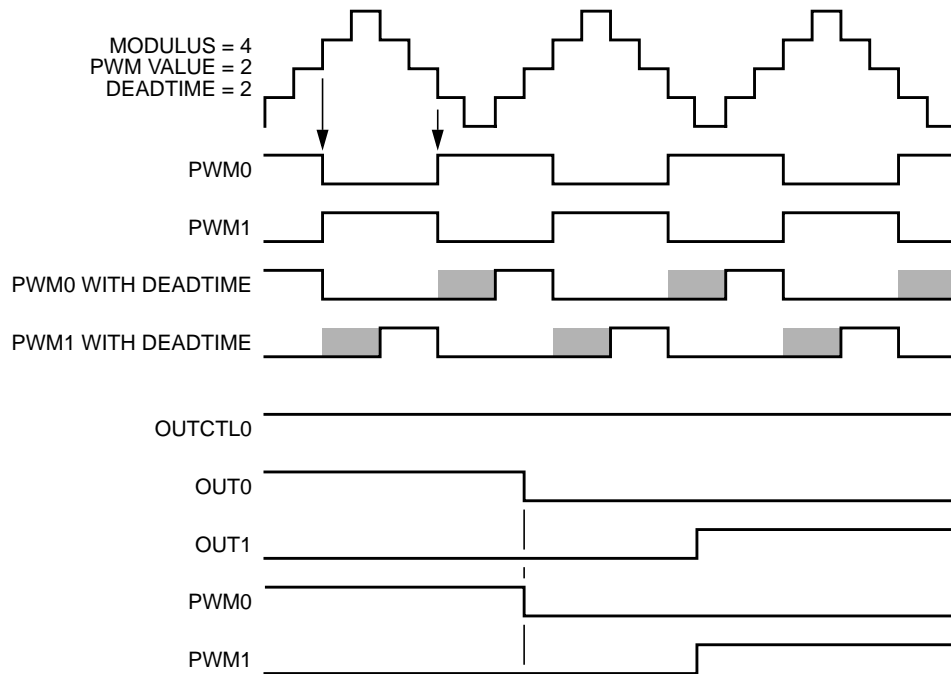 MODULUS = 4
PWM VALUE = 2
DEADTIME = 2
PWM0
PWM1
PWM0 WITH DEADTIME
PWM1 WITH DEADTIME
OUTCTL0
OUT0
OUT1
PWM0
PWM1